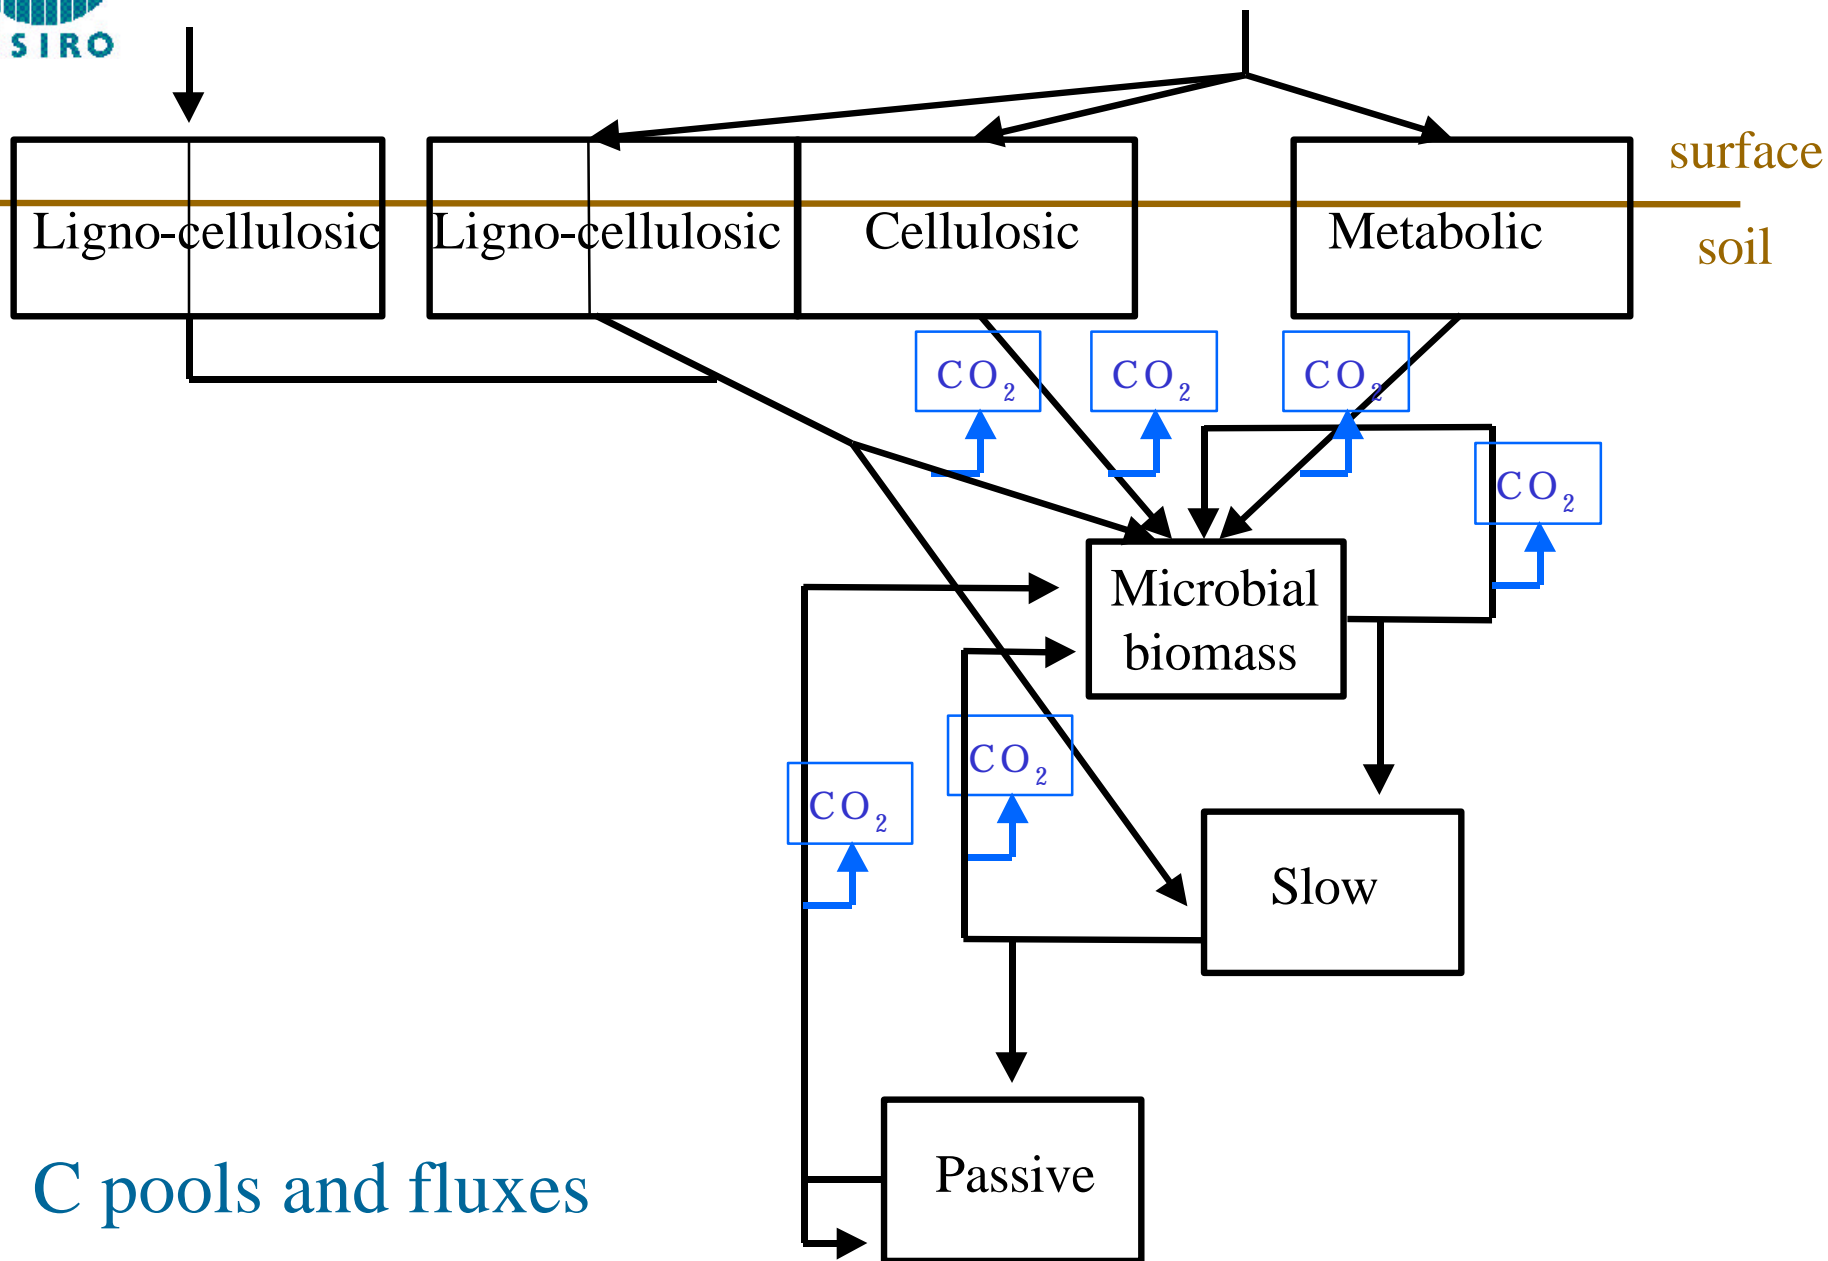 SIRO
surface
Ligno-cellulosic
Ligno-cellulosic
Cellulosic
Metabolic
soil
CO2
CO2
CO2
CO2
Microbial
biomass
CO2
CO2
Slow
Passive
C pools and fluxes